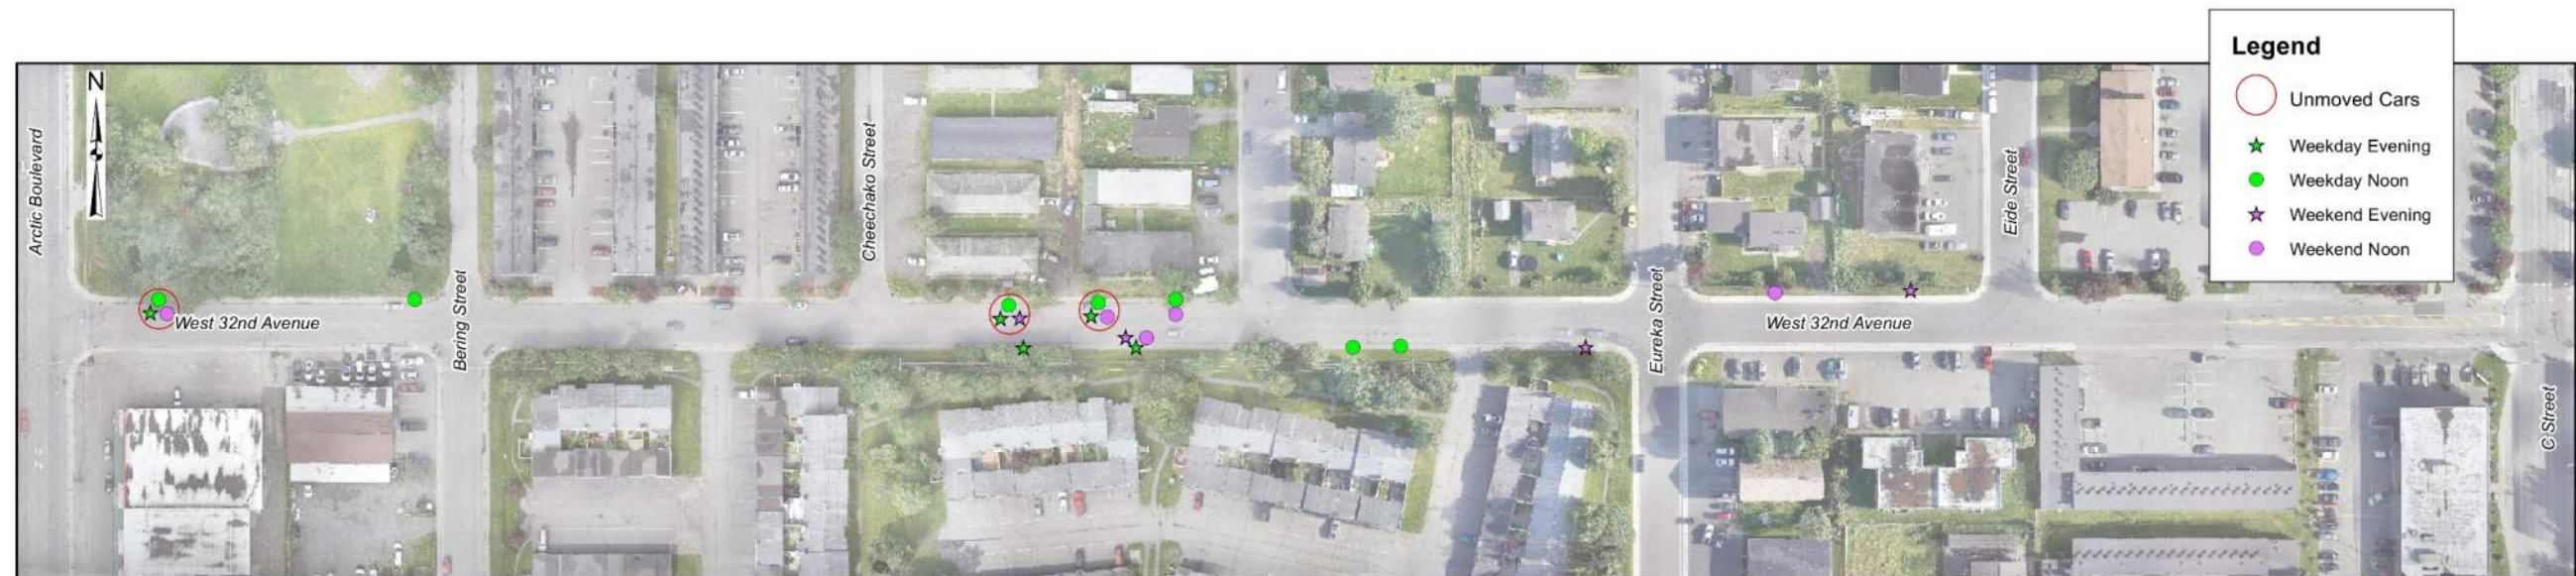 Legend
Unmoved Cars
Weekday Evening
Weekday Noon
Weekend Evening
Weekend Noon
N
Arctic Boulevard
Bering Street
Cheechako Street
Eureka Street
Eide Street
C Street
West 32nd Avenue
West 32nd Avenue